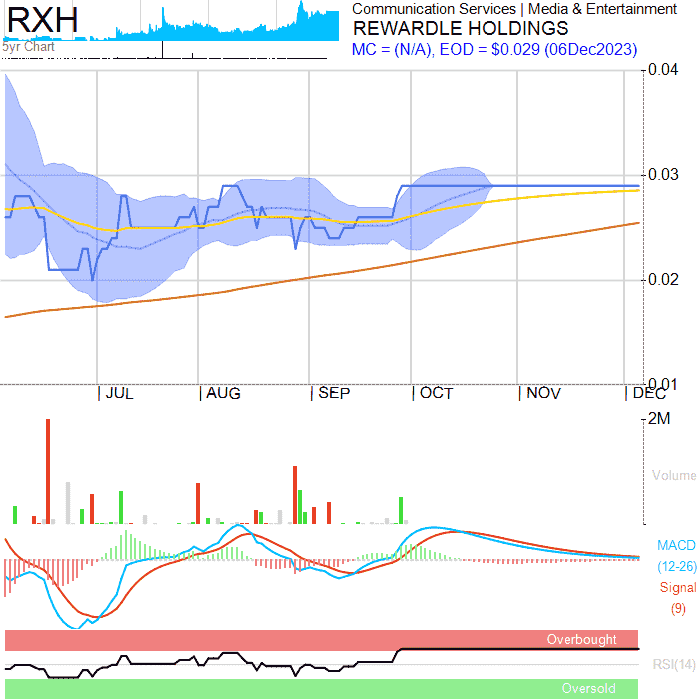 RXH
Communication Services | Media & Entertainment
REWARDLE HOLDINGS
MC = (N/A), EOD = $0.029 (06Dec2023)
5yr Chart
0.04
0.03
0.02
0.01
| JUL | AUG | SEP | OCT | NOV | DEC
2M
Volume
MACD
(12-26)
Signal
(9)
Overbought
RSI(14)
Oversold